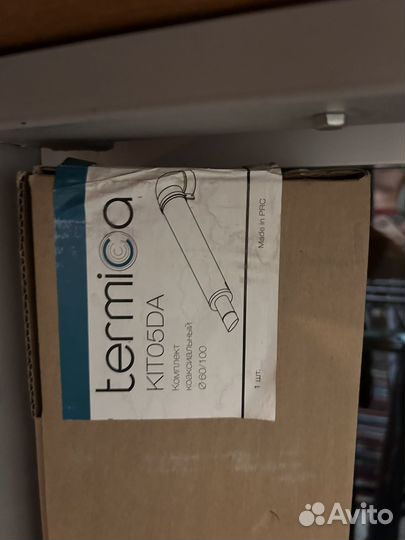 termica
KIT05DA
Комплект
коаксиальный
Ø 60/100
1 шт.
Made in PRC
Avito